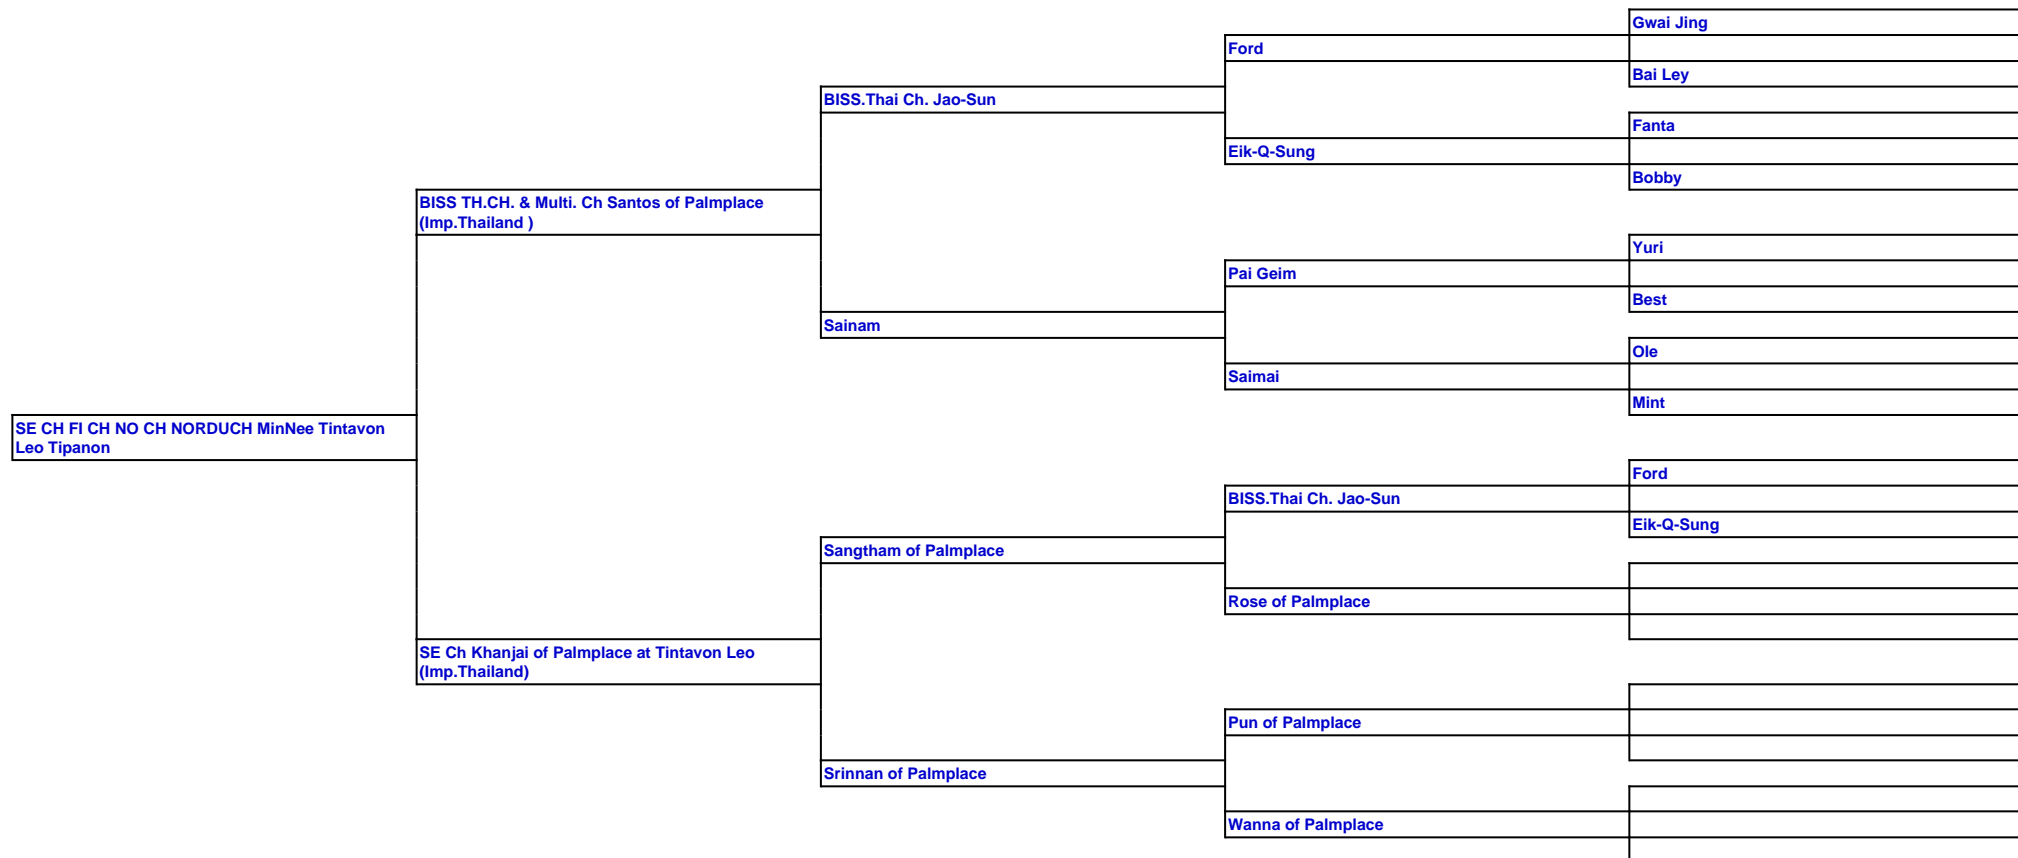 Gwai Jing
Ford
Bai Ley
BISS.Thai Ch. Jao-Sun
Fanta
Eik-Q-Sung
Bobby
BISS TH.CH. & Multi. Ch Santos of Palmplace
(Imp.Thailand )
Yuri
Pai Geim
Best
Sainam
Ole
Saimai
Mint
SE CH FI CH NO CH NORDUCH MinNee Tintavon
Leo Tipanon
Ford
BISS.Thai Ch. Jao-Sun
Eik-Q-Sung
Sangtham of Palmplace
Rose of Palmplace
SE Ch Khanjai of Palmplace at Tintavon Leo
(Imp.Thailand)
Pun of Palmplace
Srinnan of Palmplace
Wanna of Palmplace